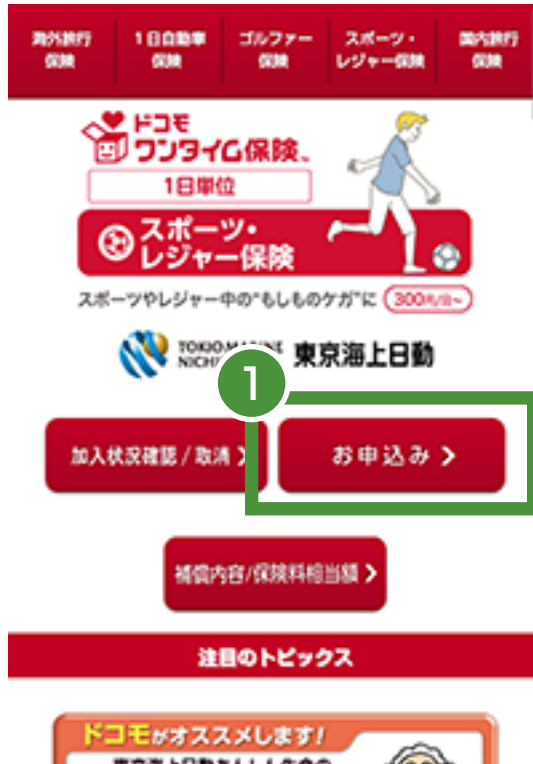 海外旅行
保険
1日自動車
保険
ゴルファー
保険
スポーツ・
レジャー保険
国内旅行
保険
ドコモ
ワンタイム保険
1日単位
スポーツ・
レジャー保険
スポーツやレジャー中の"もしものケガ"に 300円/日~
TOKIO MARINE
NICHI
東京海上日動
1
加入状況確認 / 取消 >
お申込み >
補償内容/保険料相当額 >
注目のトピックス
ドコモがオススメします!